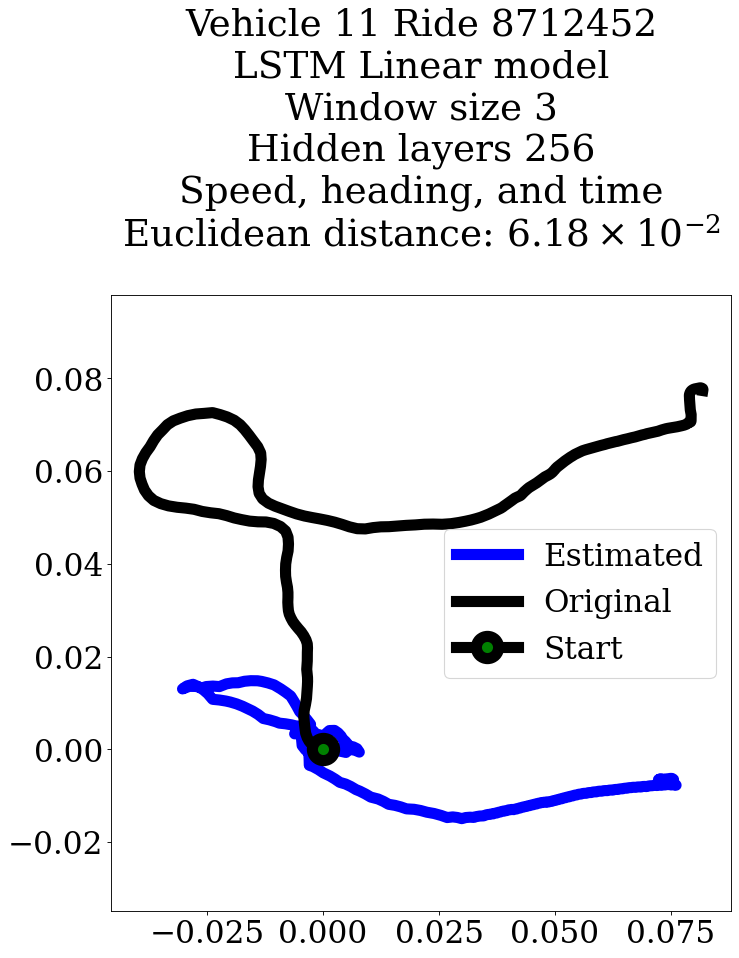 Vehicle 11 Ride 8712452
LSTM Linear model
Window size 3
Hidden layers 256
Speed, heading, and time
Euclidean distance: 6.18 × 10⁻²
0.08
0.06
0.04
0.02
0.00
−0.02
Estimated
Original
Start
−0.025 0.000 0.025 0.050 0.075